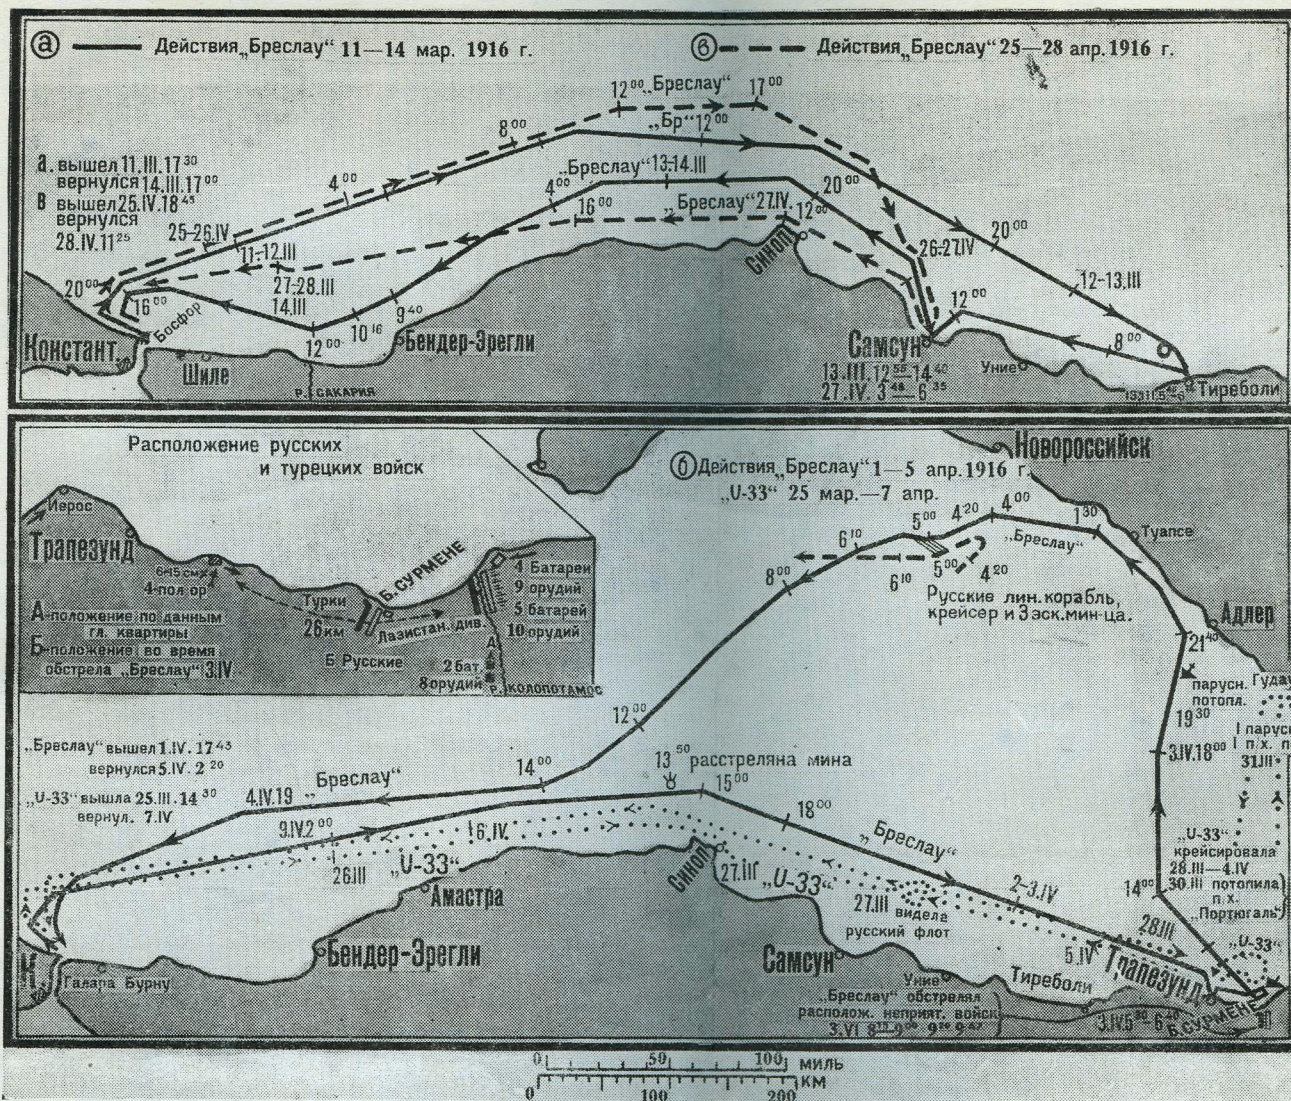 а Действия „Бреслау“ 11—14 мар. 1916 г.
в Действия „Бреслау“ 25—28 апр. 1916 г.
а. вышел 11.III.17³⁰
вернулся 14.III.17⁰⁰
В вышел 25.IV.18⁴⁵
вернулся
28.IV.11²⁵
12⁰⁰ „Бреслау“
17⁰⁰
8⁰⁰
„Бр“ 12⁰⁰
„Бреслау“ 13-14.III
4⁰⁰
4⁰⁰
20⁰⁰
16⁰⁰
„Бреслау“ 27.IV.
12⁰⁰
25-26.IV
11-12.III
27-28.III
14.III
20⁰⁰
16⁰⁰
Босфор
Синоп
26-27.IV
20⁰⁰
12-13.III
12⁰⁰
8⁰⁰
9⁴⁰
10¹⁶
12⁰⁰
Констант.
Шиле
Р. САКАРИЯ
Бендер-Эрегли
Самсун
13.III.12⁵⁵—14⁴⁰
27.IV. 3⁴⁸—6³⁵
Уние
Тиреболи
Расположение русских
и турецких войск
Иерос
Трапезунд
4-пол ор
Турки
26 км
Б. СУРМЕНЕ
Лазистан. див.
4 Батареи
9 орудий
5 батарей
10 орудий
А-положение по данным
гл. квартиры
Б-положение во время
обстрела „Бреслау“ 3.IV
Б Русские
А
2 бат.
8 орудий
Р. КОЛОПОТАМОС
б Действия „Бреслау“ 1—5 апр. 1916 г.
„U-33“ 25 мар.—7 апр.
Новороссийск
Туапсе
Адлер
Гудау
1³⁰
4⁰⁰
4²⁰
5⁰⁰
6¹⁰
8⁰⁰
„Бреслау“
5⁰⁰
4²⁰
6¹⁰
Русские лин. корабль,
крейсер и 3 эск. мин-ца.
21⁴⁰
парусн.
потопл.
19³⁰
3.IV.18⁰⁰
I парусн
I п/х. п
31.III
„Бреслау“ вышел 1.IV. 17⁴³
вернулся 5.IV. 2²⁰
„U-33“ вышла 25.III.14³⁰
вернул. 7.IV
12⁰⁰
14⁰⁰
„Бреслау“
4.IV.19
13⁵⁰ расстреляна мина
15⁰⁰
18⁰⁰
9.IV.2⁰⁰
6.IV.
26.III
„U-33“
„Бреслау“
2-3.IV
„U-33“
крейсировала
28.III—4.IV
30.III потопила
п.х.
„Портюгаль“
14⁰⁰
Синоп
27.III
„U-33“
27.III
видела
русский флот
28.III
5.IV
„U-33“
Амастра
Бендер-Эрегли
К
Галара Бурну
Самсун
Уние
Тиреболи
Трапезунд
Б. СУРМЕНЕ
„Бреслау“ обстрелял
располож. неприят. войск
0 50 100 миль
0 100 200 КМ